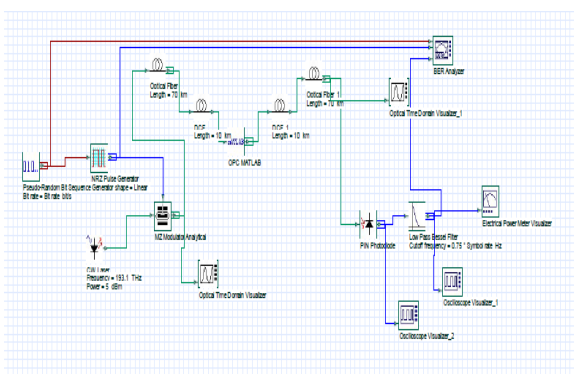 BER Analyzer
Optical Fiber
Length = 70 km
Optical Fiber 1
Length = 70 km
Optical Time Domain Visualizer_1
DCF
Length = 10 km
DCF 1
Length = 10 km
OPC MATLAB
010...
NRZ Pulse Generator
Pseudo-Random Bit Sequence Generator shape = Linear
Bit rate = Bit rate bits/s
MZ Modulator Analytical
PIN Photodiode
Low Pass Bessel Filter
Cutoff frequency = 0.75 * Symbol rate Hz
Electrical Power Meter Visualizer
CW Laser
Frequency = 193.1 THz
Power = 5 dBm
Optical Time Domain Visualizer
Oscilloscope Visualizer_1
Oscilloscope Visualizer_2